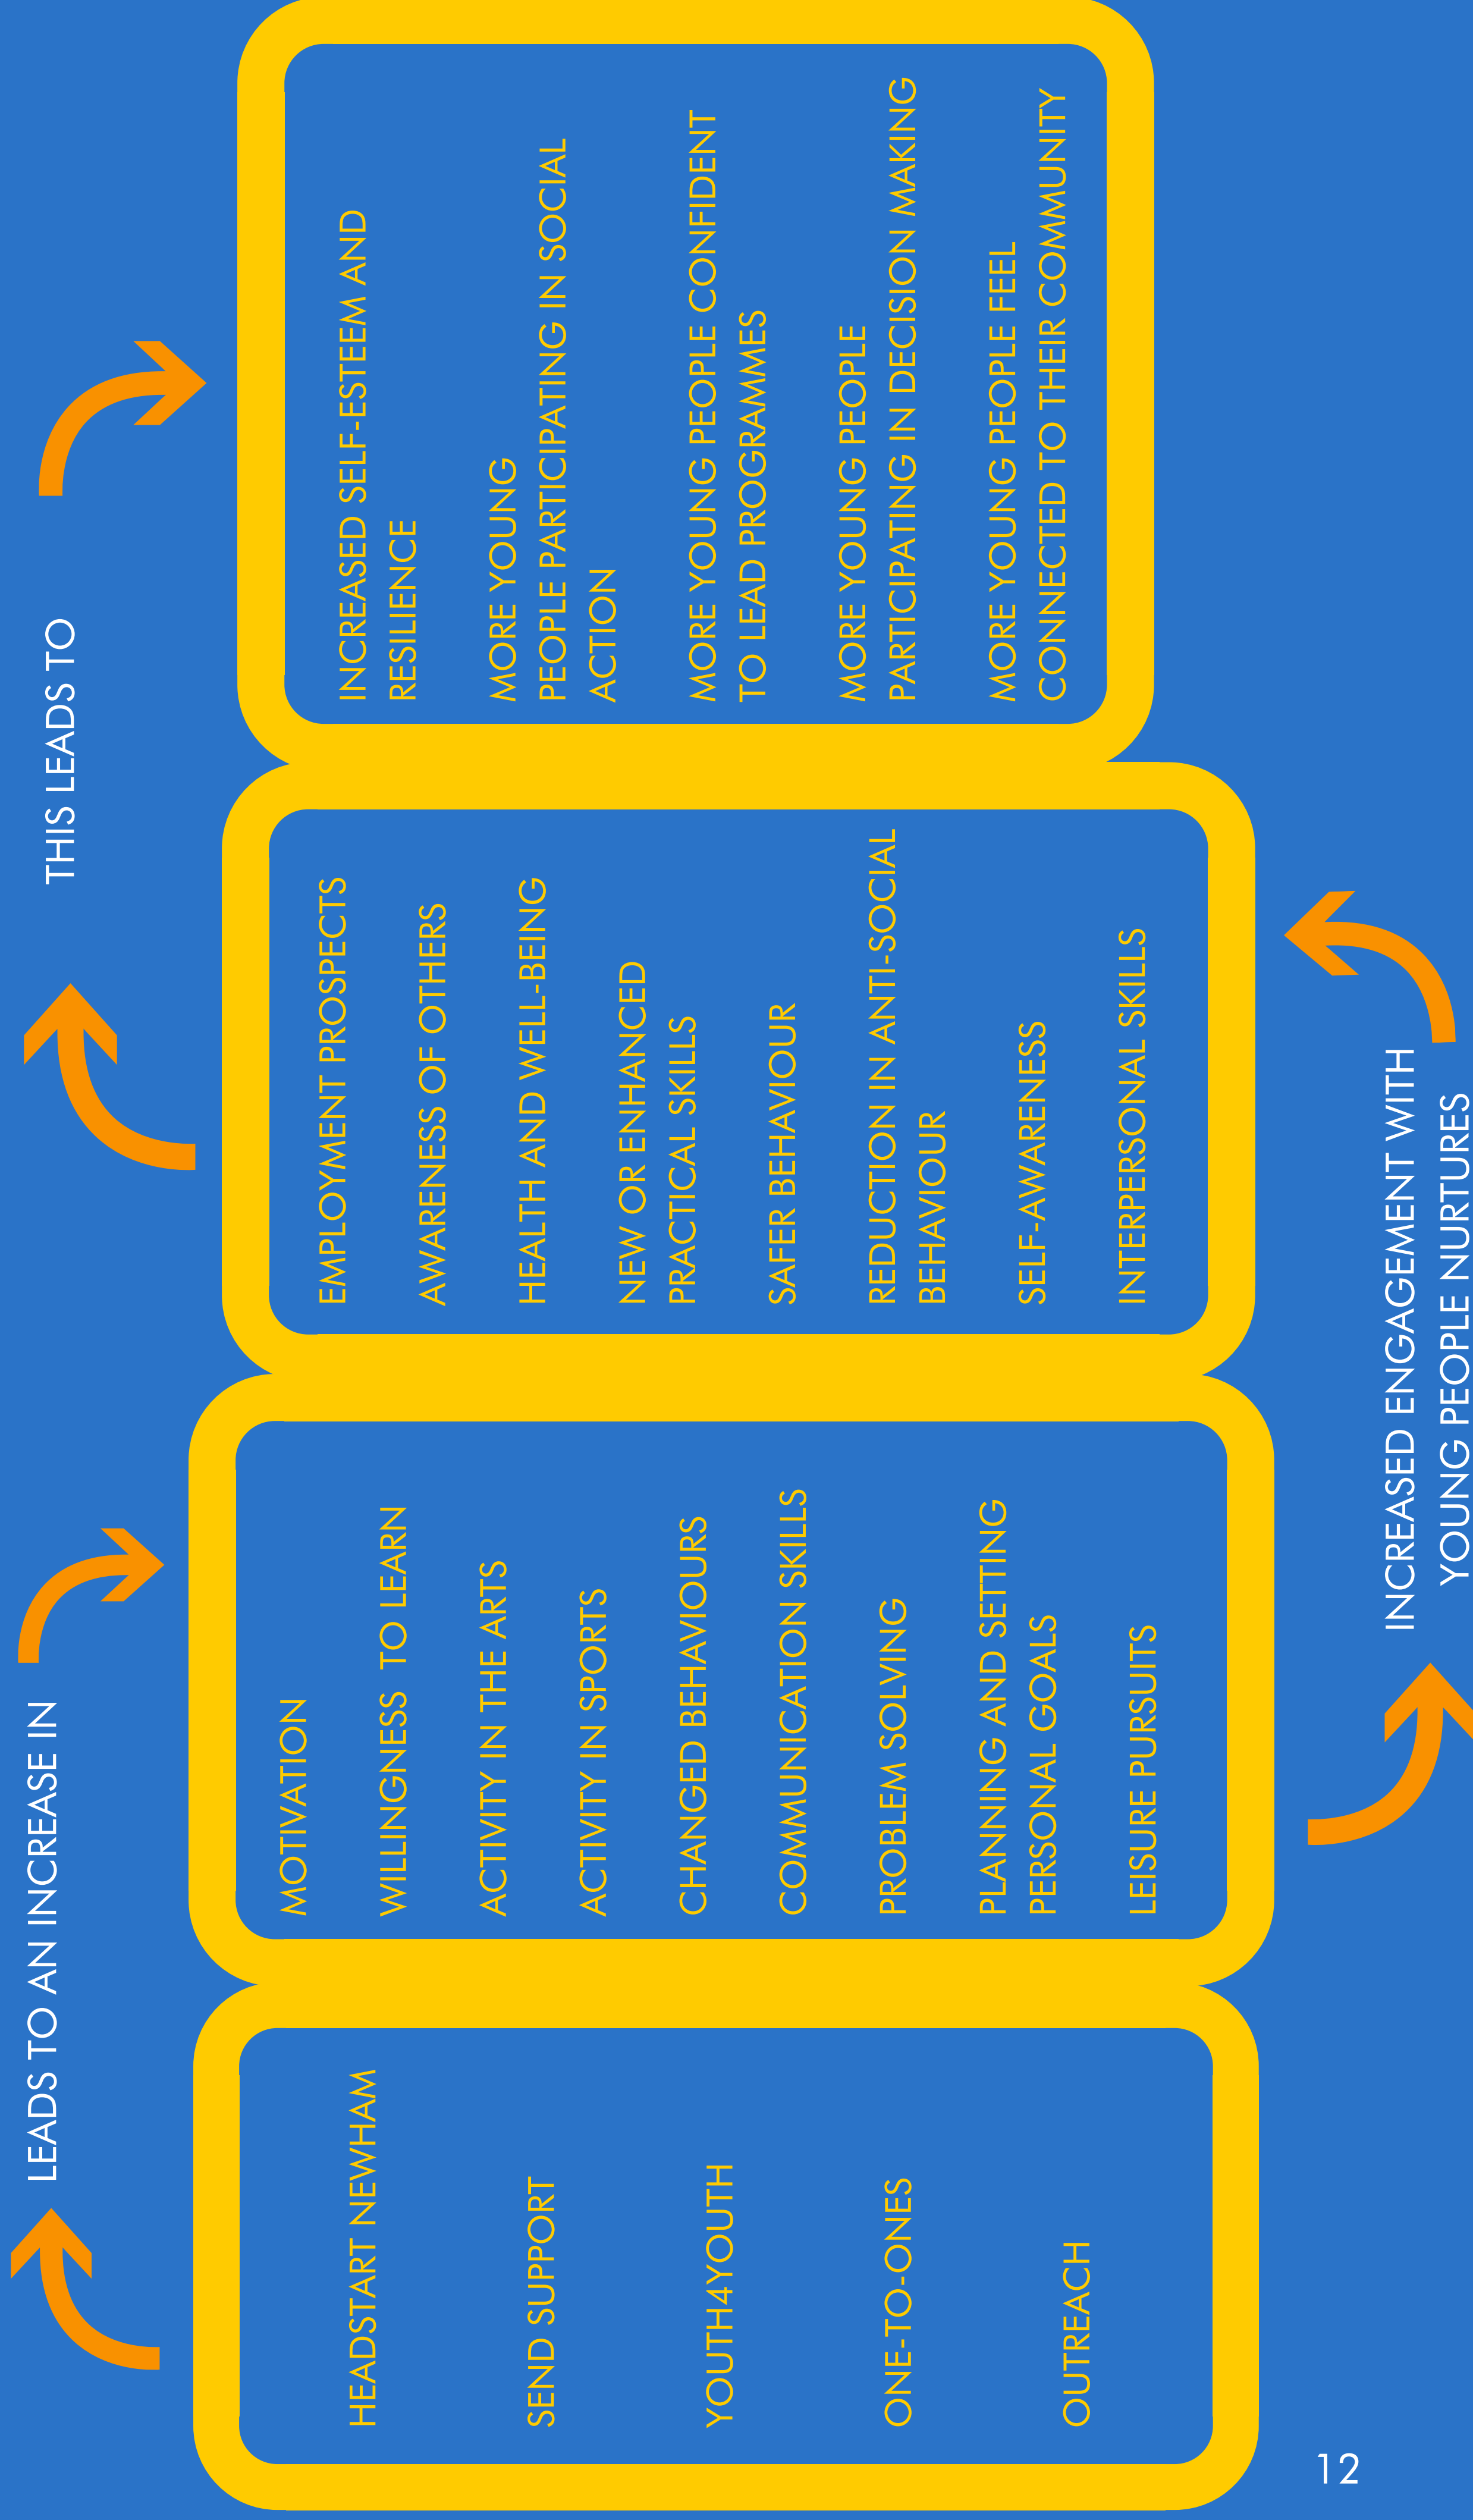 LEADS TO AN INCREASE IN
THIS LEADS TO
HEADSTART NEWHAM
SEND SUPPORT
YOUTH4YOUTH
ONE-TO-ONES
OUTREACH
MOTIVATION
WILLINGNESS TO LEARN
ACTIVITY IN THE ARTS
ACTIVITY IN SPORTS
CHANGED BEHAVIOURS
COMMUNICATION SKILLS
PROBLEM SOLVING
PLANNING AND SETTING
PERSONAL GOALS
LEISURE PURSUITS
EMPLOYMENT PROSPECTS
AWARENESS OF OTHERS
HEALTH AND WELL-BEING
NEW OR ENHANCED
PRACTICAL SKILLS
SAFER BEHAVIOUR
REDUCTION IN ANTI-SOCIAL
BEHAVIOUR
SELF-AWARENESS
INTERPERSONAL SKILLS
INCREASED SELF-ESTEEM AND
RESILIENCE
MORE YOUNG
PEOPLE PARTICIPATING IN SOCIAL
ACTION
MORE YOUNG PEOPLE CONFIDENT
TO LEAD PROGRAMMES
MORE YOUNG PEOPLE
PARTICIPATING IN DECISION MAKING
MORE YOUNG PEOPLE FEEL
CONNECTED TO THEIR COMMUNITY
INCREASED ENGAGEMENT WITH
YOUNG PEOPLE NURTURES
12